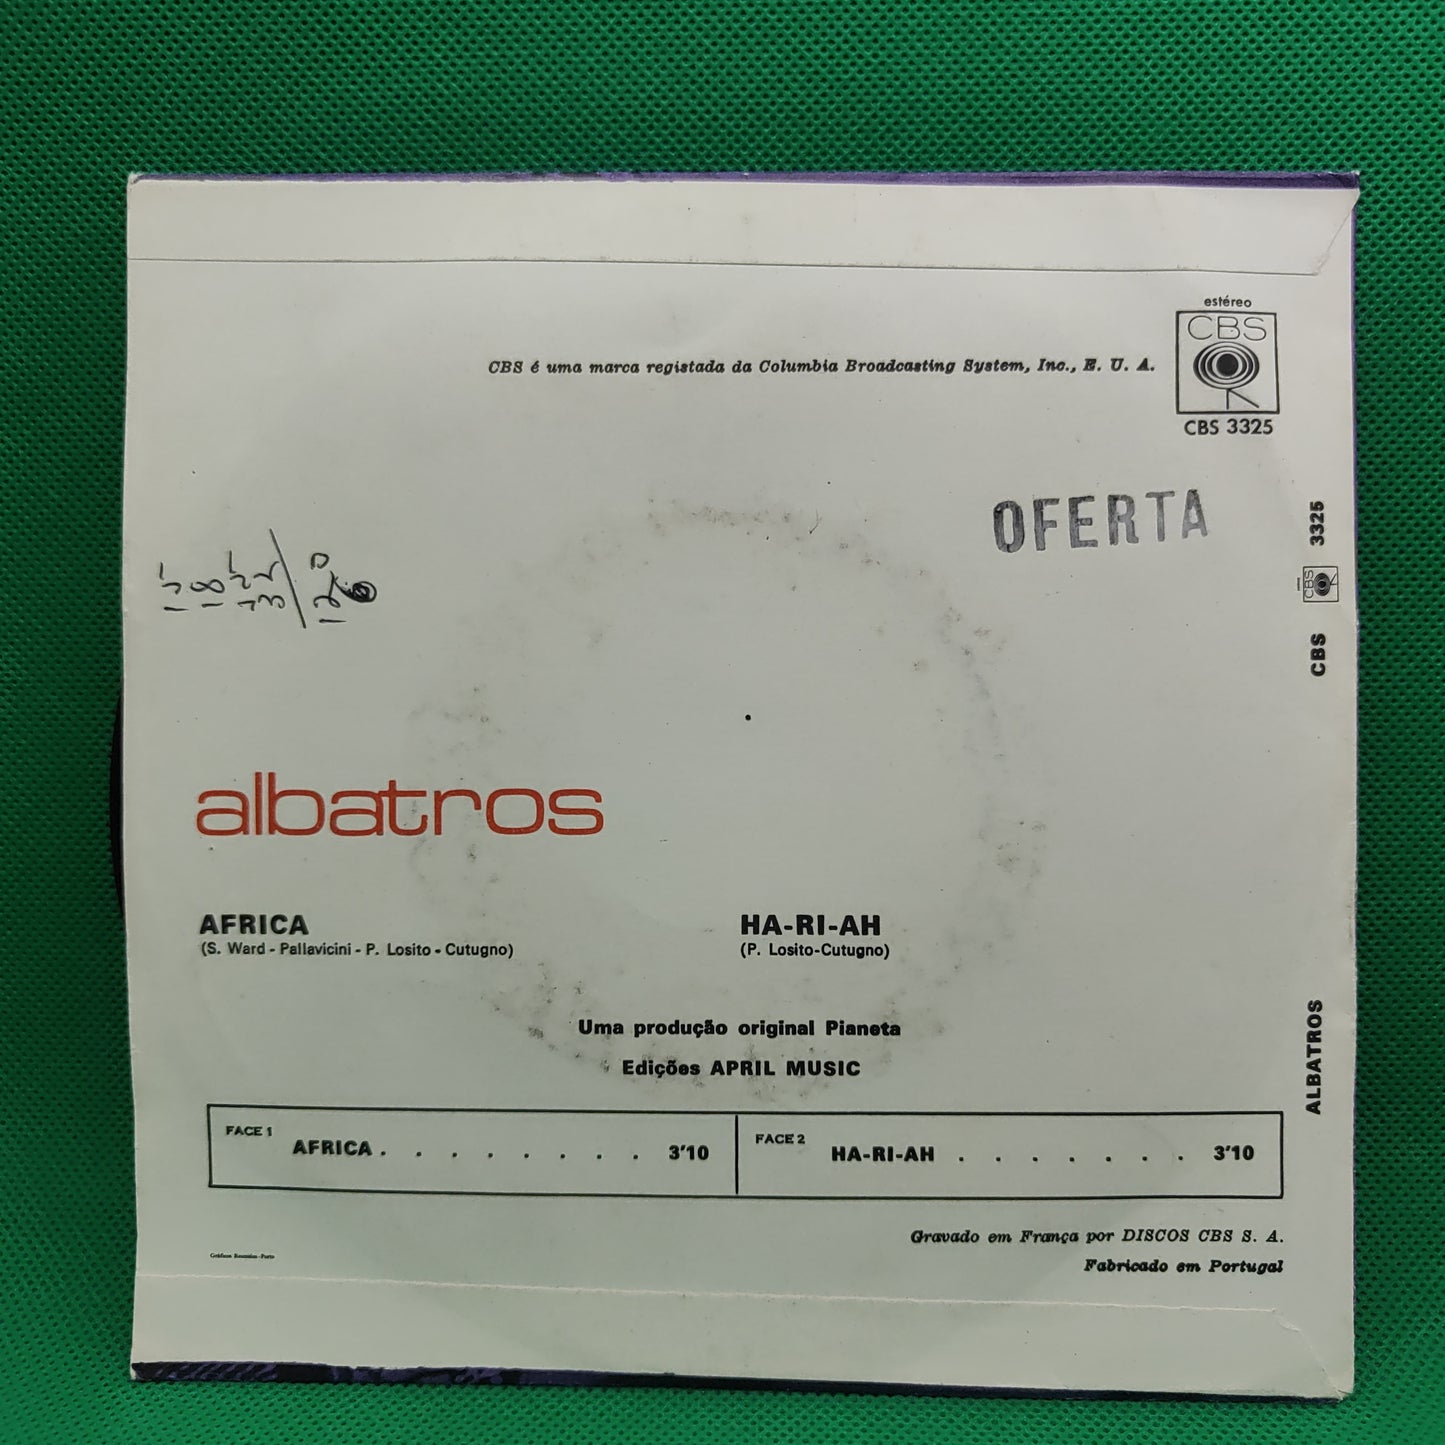 estéreo
CBS
CBS é uma marca registada da Columbia Broadcasting System, Inc., E. U. A.
CBS 3325
OFERTA
CBS CBS 3325
albatros
AFRICA
(S. Ward - Pallavicini - P. Losito - Cutugno)
HA-RI-AH
(P. Losito-Cutugno)
Uma produção original Pianeta
Edições APRIL MUSIC
ALBATROS
FACE 1 AFRICA . . . . . . . . 3'10
FACE 2 HA-RI-AH . . . . . . . 3'10
Gravado em França por DISCOS CBS S. A.
Fabricado em Portugal
Gráficos Reunidos-Porto